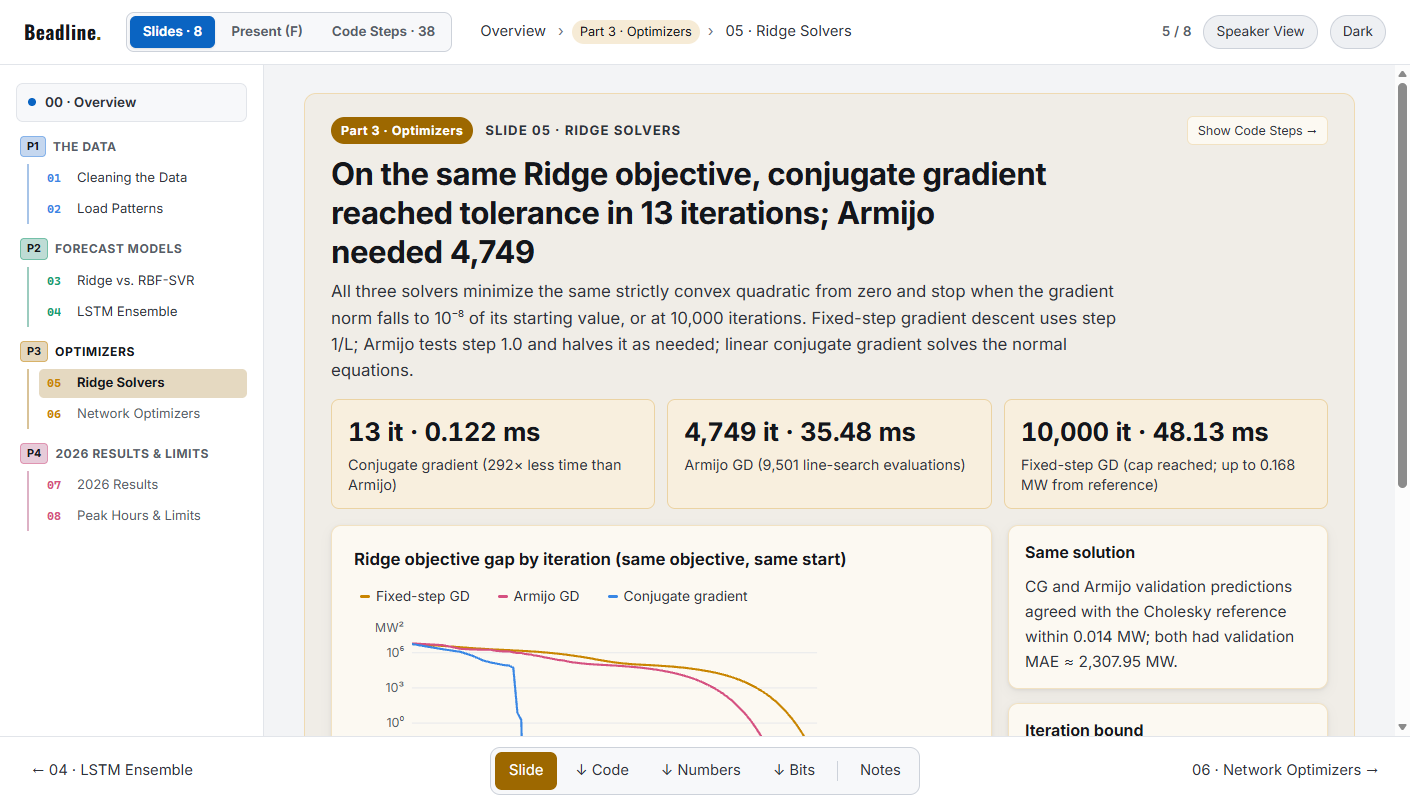 Beadline.
Slides · 8
Present (F)
Code Steps · 38
Overview › Part 3 · Optimizers › 05 · Ridge Solvers
5 / 8
Speaker View
Dark
00 · Overview
P1 THE DATA
01 Cleaning the Data
02 Load Patterns
P2 FORECAST MODELS
03 Ridge vs. RBF-SVR
04 LSTM Ensemble
P3 OPTIMIZERS
05 Ridge Solvers
06 Network Optimizers
P4 2026 RESULTS & LIMITS
07 2026 Results
08 Peak Hours & Limits
Part 3 · Optimizers
SLIDE 05 · RIDGE SOLVERS
Show Code Steps →
On the same Ridge objective, conjugate gradient
reached tolerance in 13 iterations; Armijo
needed 4,749
All three solvers minimize the same strictly convex quadratic from zero and stop when the gradient
norm falls to 10⁻⁸ of its starting value, or at 10,000 iterations. Fixed-step gradient descent uses step
1/L; Armijo tests step 1.0 and halves it as needed; linear conjugate gradient solves the normal
equations.
13 it · 0.122 ms
Conjugate gradient (292× less time than
Armijo)
4,749 it · 35.48 ms
Armijo GD (9,501 line-search evaluations)
10,000 it · 48.13 ms
Fixed-step GD (cap reached; up to 0.168
MW from reference)
Ridge objective gap by iteration (same objective, same start)
Fixed-step GD
Armijo GD
Conjugate gradient
MW²
10⁶
10³
10⁰
Same solution
CG and Armijo validation predictions
agreed with the Cholesky reference
within 0.014 MW; both had validation
MAE ≈ 2,307.95 MW.
Iteration bound
← 04 · LSTM Ensemble
Slide
↓ Code
↓ Numbers
↓ Bits
Notes
06 · Network Optimizers →